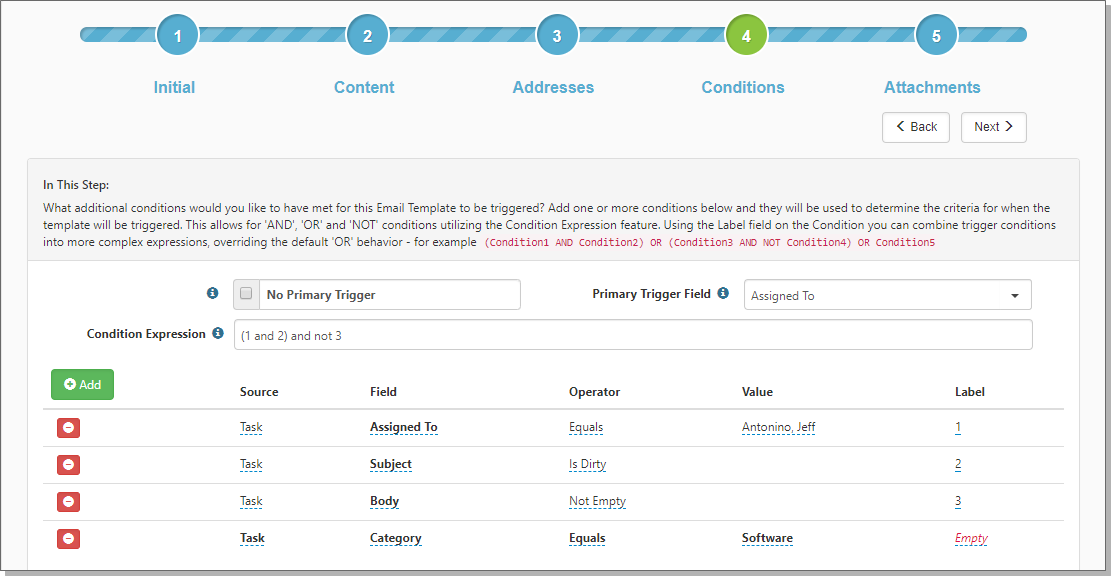 1 2 3 4 5
Initial Content Addresses Conditions Attachments
Back Next
In This Step:
What additional conditions would you like to have met for this Email Template to be triggered? Add one or more conditions below and they will be used to determine the criteria for when the
template will be triggered. This allows for 'AND', 'OR' and 'NOT' conditions utilizing the Condition Expression feature. Using the Label field on the Condition you can combine trigger conditions
into more complex expressions, overriding the default 'OR' behavior - for example (Condition1 AND Condition2) OR (Condition3 AND NOT Condition4) OR Condition5
No Primary Trigger Primary Trigger Field Assigned To
Condition Expression (1 and 2) and not 3
Add Source Field Operator Value Label
Task Assigned To Equals Antonino, Jeff 1
Task Subject Is Dirty 2
Task Body Not Empty 3
Task Category Equals Software Empty